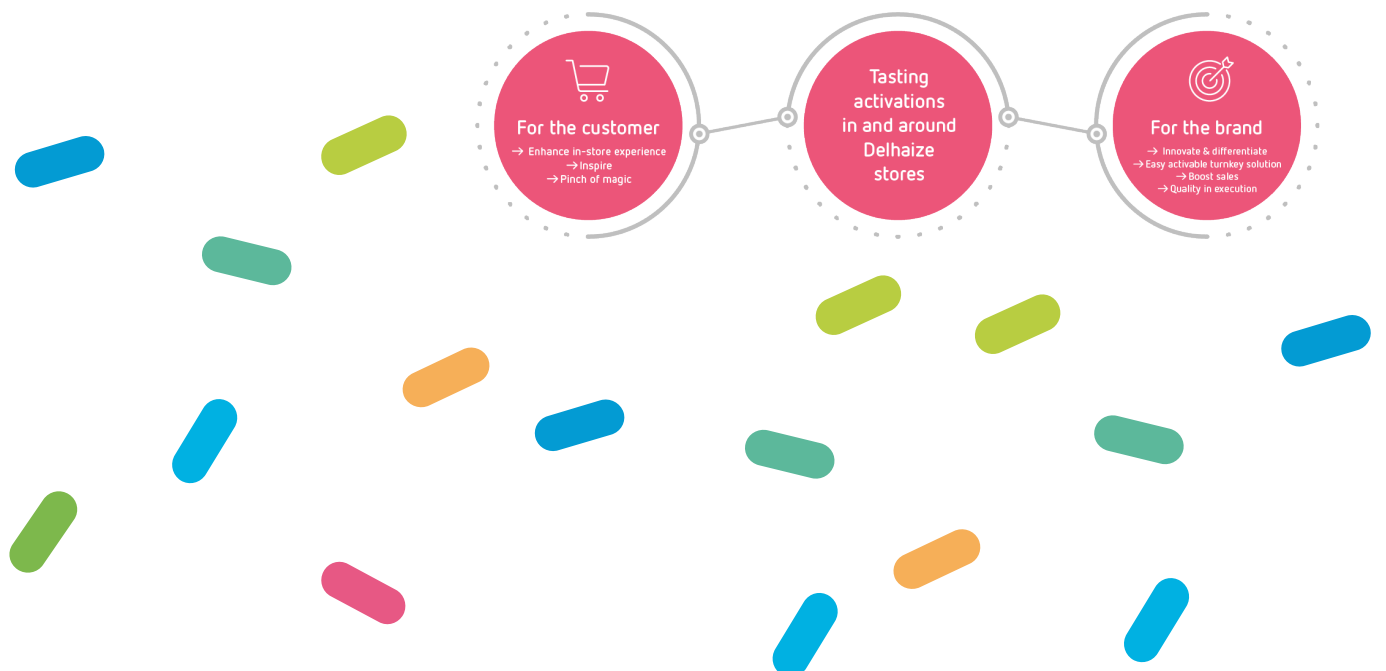 For the customer
→ Enhance in-store experience
→ Inspire
→ Pinch of magic
Tasting
activations
in and around
Delhaize
stores
For the brand
→ Innovate & differentiate
→ Easy activable turnkey solution
→ Boost sales
→ Quality in execution